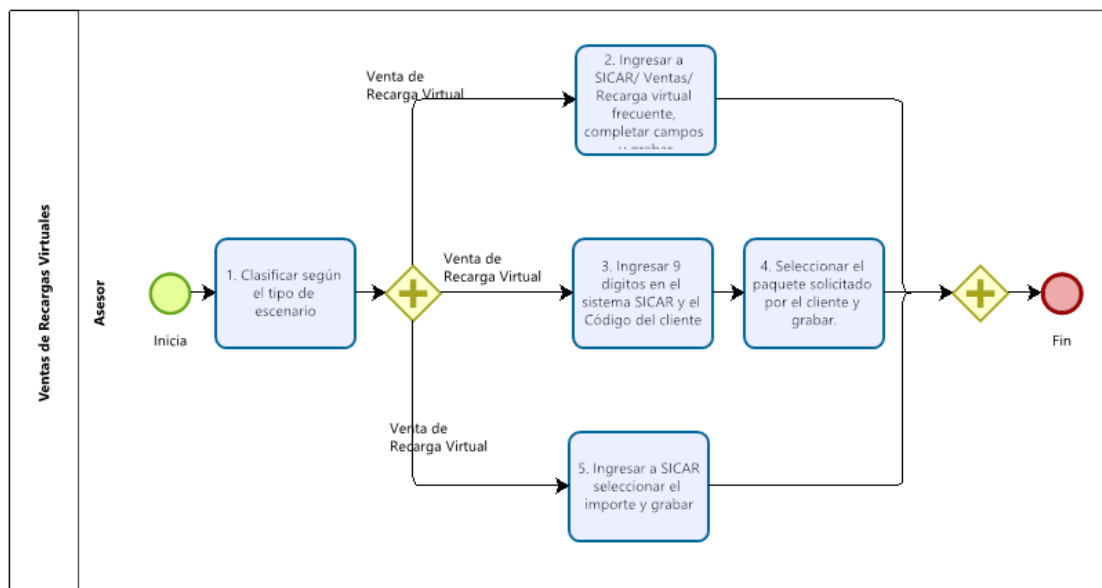 Ventas de Recargas Virtuales
Asesor
Inicia
1. Clasificar según
el tipo de
escenario
Venta de
Recarga Virtual
2. Ingresar a
SICAR/ Ventas/
Recarga virtual
frecuente,
completar campos
y grabar
Venta de
Recarga Virtual
3. Ingresar 9
dígitos en el
sistema SICAR y el
Código del cliente
4. Seleccionar el
paquete solicitado
por el cliente y
grabar.
Venta de
Recarga Virtual
5. Ingresar a SICAR
seleccionar el
importe y grabar
Fin